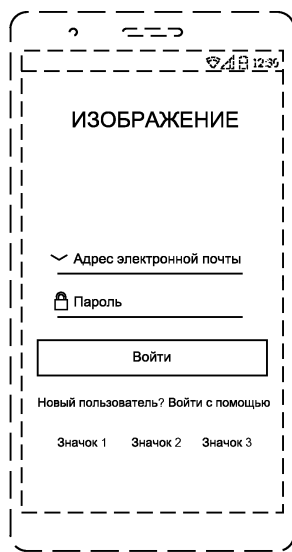 12:30
ИЗОБРАЖЕНИЕ
Адрес электронной почты
Пароль
Войти
Новый пользователь? Войти с помощью
Значок 1 Значок 2 Значок 3